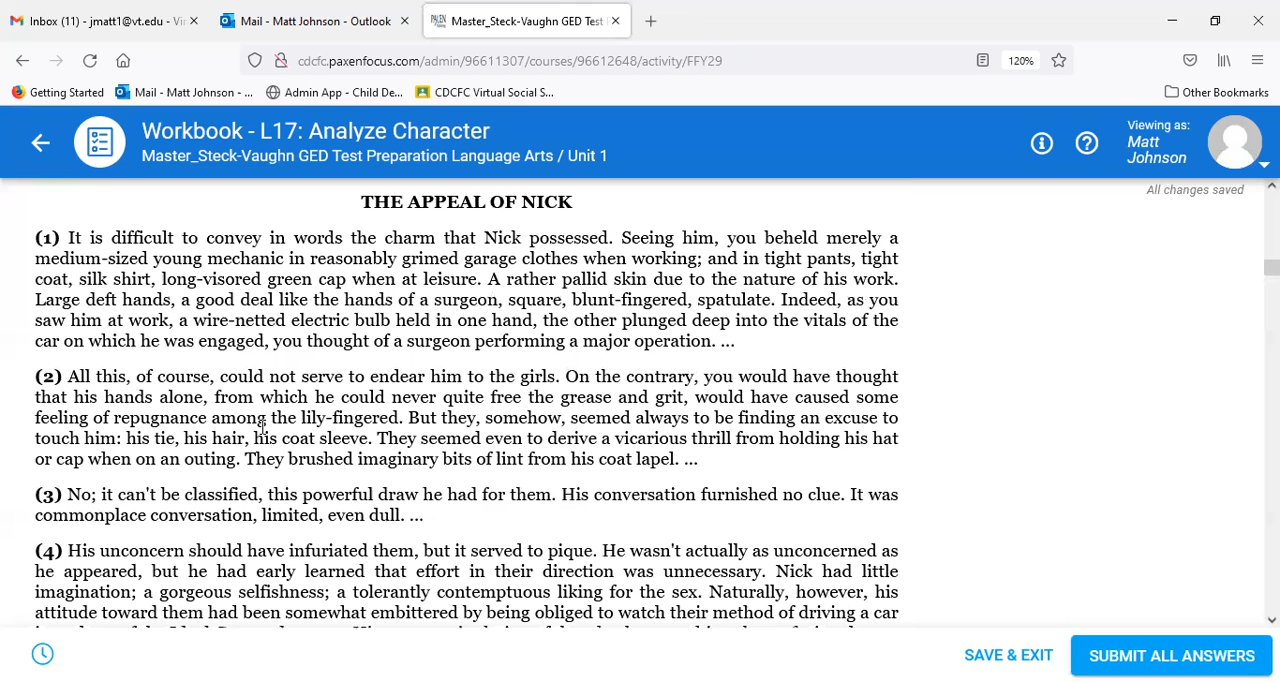 Inbox (11) - jmatt1@vt.edu - Vir
Mail - Matt Johnson - Outlook
Master_Steck-Vaughn GED Test
cdcfc.paxenfocus.com/admin/96611307/courses/96612648/activity/FFY29
120%
Getting Started
Mail - Matt Johnson - ...
Admin App - Child De...
CDCFC Virtual Social S...
Other Bookmarks
Workbook - L17: Analyze Character
Master_Steck-Vaughn GED Test Preparation Language Arts / Unit 1
Viewing as:
Matt
Johnson
All changes saved
THE APPEAL OF NICK
(1) It is difficult to convey in words the charm that Nick possessed. Seeing him, you beheld merely a
medium-sized young mechanic in reasonably grimed garage clothes when working; and in tight pants, tight
coat, silk shirt, long-visored green cap when at leisure. A rather pallid skin due to the nature of his work.
Large deft hands, a good deal like the hands of a surgeon, square, blunt-fingered, spatulate. Indeed, as you
saw him at work, a wire-netted electric bulb held in one hand, the other plunged deep into the vitals of the
car on which he was engaged, you thought of a surgeon performing a major operation. ...
(2) All this, of course, could not serve to endear him to the girls. On the contrary, you would have thought
that his hands alone, from which he could never quite free the grease and grit, would have caused some
feeling of repugnance among the lily-fingered. But they, somehow, seemed always to be finding an excuse to
touch him: his tie, his hair, his coat sleeve. They seemed even to derive a vicarious thrill from holding his hat
or cap when on an outing. They brushed imaginary bits of lint from his coat lapel. ...
(3) No; it can't be classified, this powerful draw he had for them. His conversation furnished no clue. It was
commonplace conversation, limited, even dull. ...
(4) His unconcern should have infuriated them, but it served to pique. He wasn't actually as unconcerned as
he appeared, but he had early learned that effort in their direction was unnecessary. Nick had little
imagination; a gorgeous selfishness; a tolerantly contemptuous liking for the sex. Naturally, however, his
attitude toward them had been somewhat embittered by being obliged to watch their method of driving a car
SAVE & EXIT
SUBMIT ALL ANSWERS